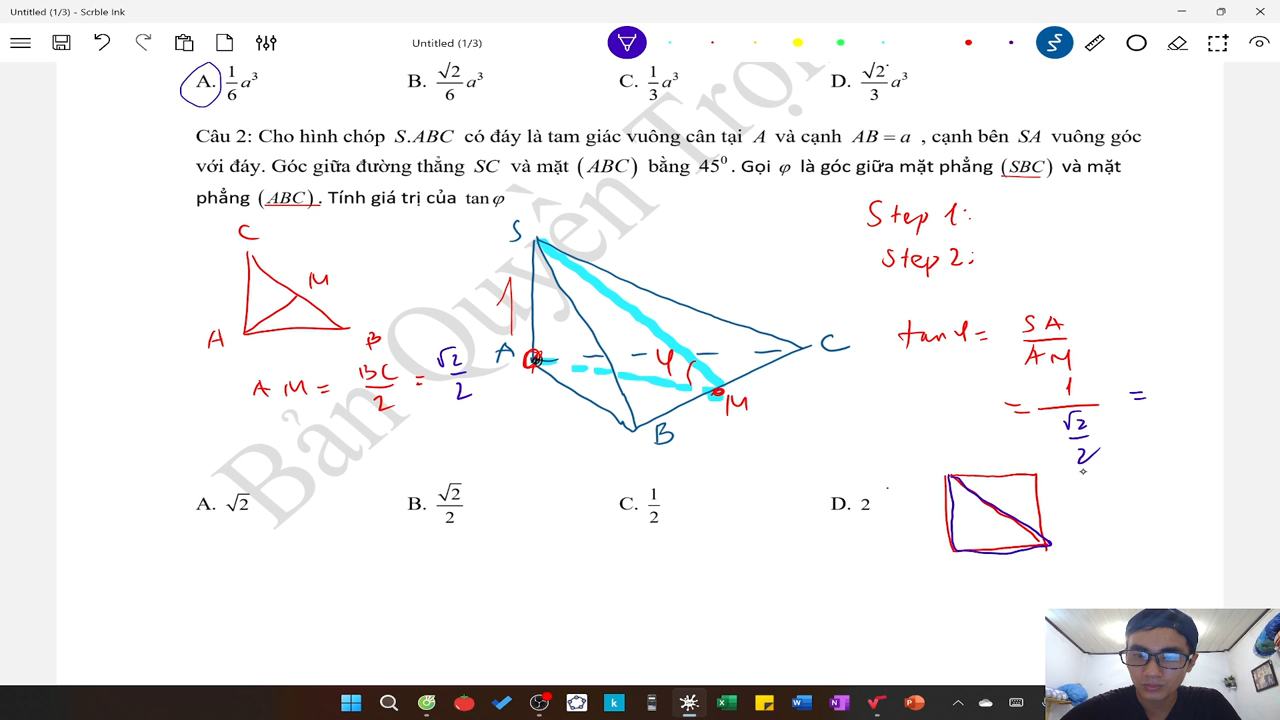 Untitled (1/3) - Scrble Ink
Untitled (1/3)
A. 1/6 a³ B. √2/6 a³ C. 1/3 a³ D. √2/3 a³
Câu 2: Cho hình chóp S.ABC có đáy là tam giác vuông cân tại A và cạnh AB = a , cạnh bên SA vuông góc
với đáy. Góc giữa đường thẳng SC và mặt (ABC) bằng 45⁰. Gọi φ là góc giữa mặt phẳng (SBC) và mặt
phẳng (ABC). Tính giá trị của tan φ
Step 1:
Step 2:
C
M
A
B
AM = BC/2 = √2/2
S
1
A
C
φ
M
B
tan φ = SA/AM
= 1/(√2/2) =
A. √2 B. √2/2 C. 1/2 D. 2
Bản Quyền Trọ